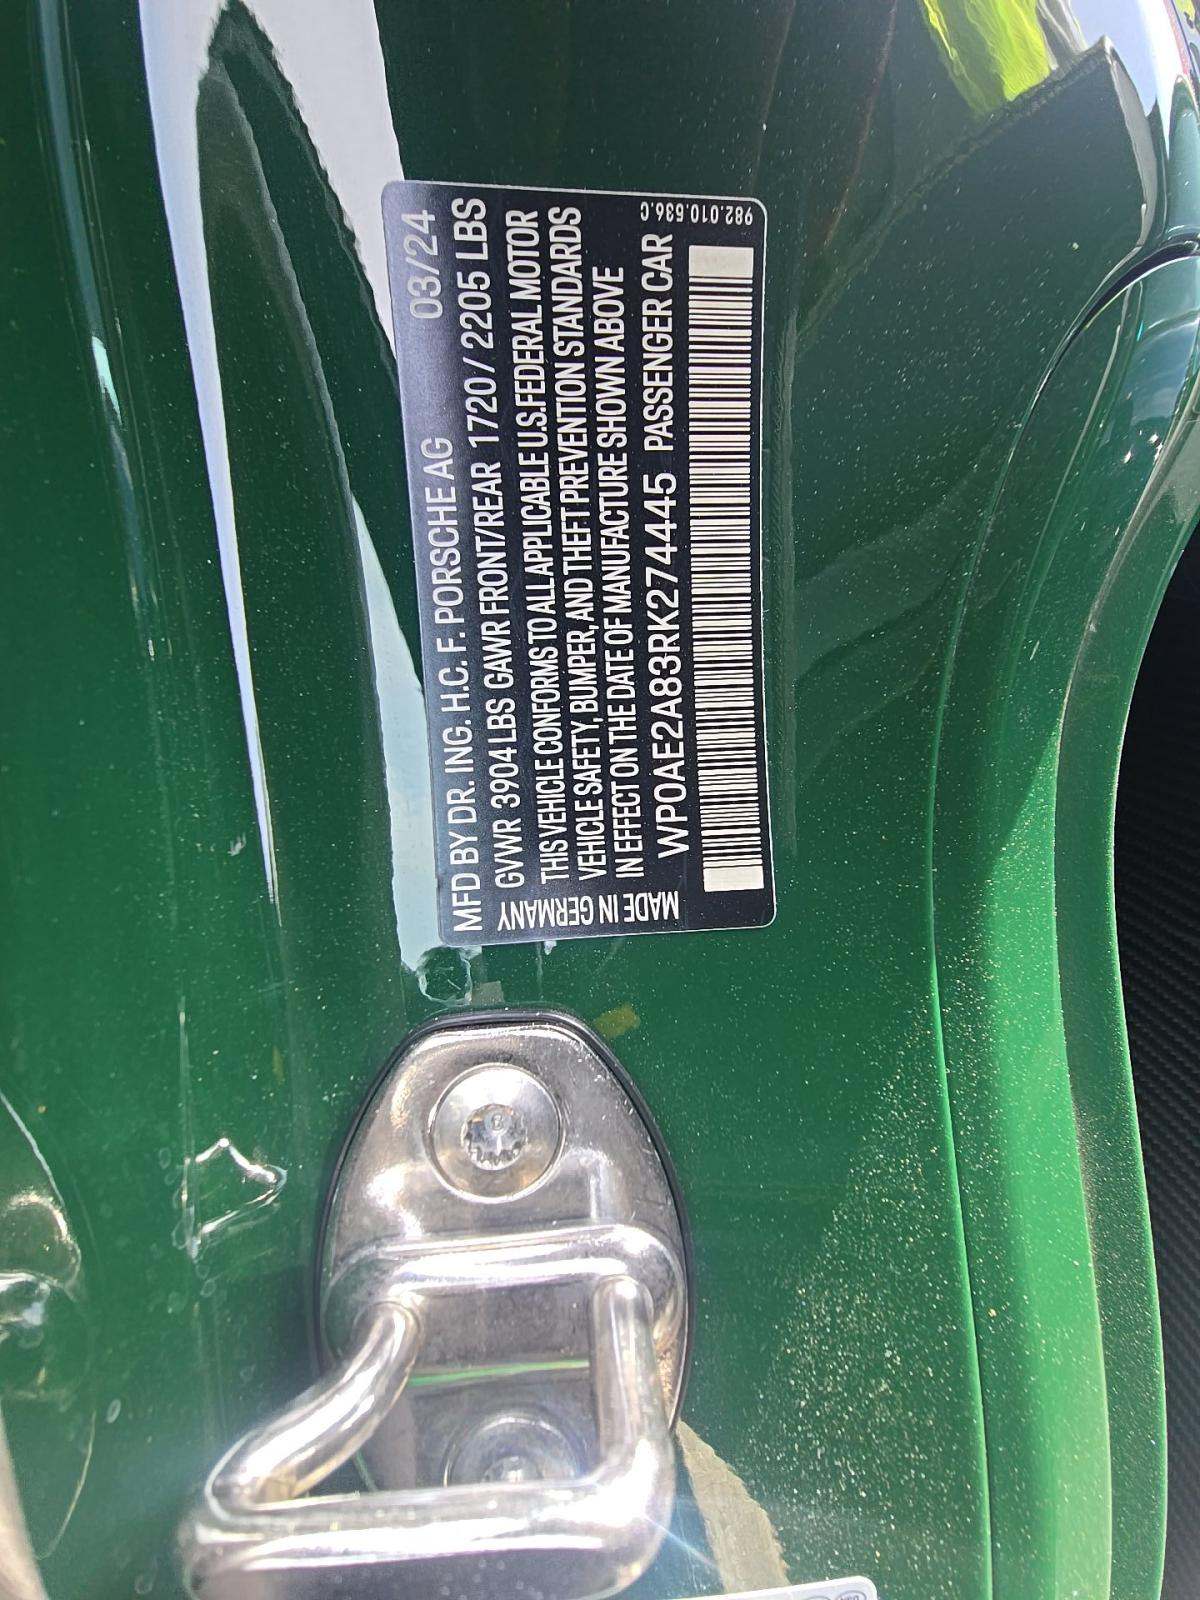 MFD BY DR. ING. H.C. F. PORSCHE AG 03/24
GVWR 3904 LBS GAWR FRONT/REAR 1720 / 2205 LBS
THIS VEHICLE CONFORMS TO ALL APPLICABLE U.S. FEDERAL MOTOR
VEHICLE SAFETY, BUMPER, AND THEFT PREVENTION STANDARDS
IN EFFECT ON THE DATE OF MANUFACTURE SHOWN ABOVE
WP0AE2A83RK274445 PASSENGER CAR
MADE IN GERMANY
982.010.536.C